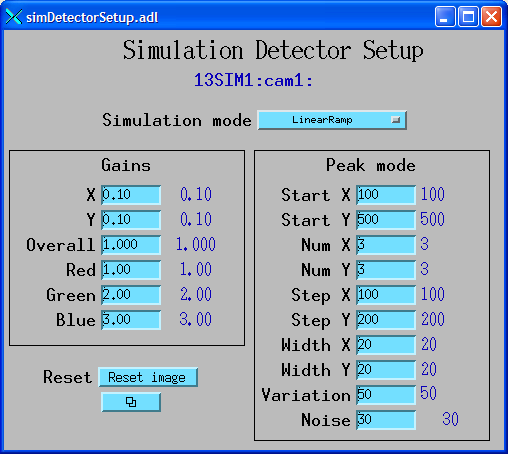 simDetectorSetup.adl
Simulation Detector Setup
13SIM1:cam1:
Simulation mode LinearRamp
Gains
X 0.10 0.10
Y 0.10 0.10
Overall 1.000 1.000
Red 1.00 1.00
Green 2.00 2.00
Blue 3.00 3.00
Reset Reset image
Peak mode
Start X 100 100
Start Y 500 500
Num X 3 3
Num Y 3 3
Step X 100 100
Step Y 200 200
Width X 20 20
Width Y 20 20
Variation 50 50
Noise 30 30